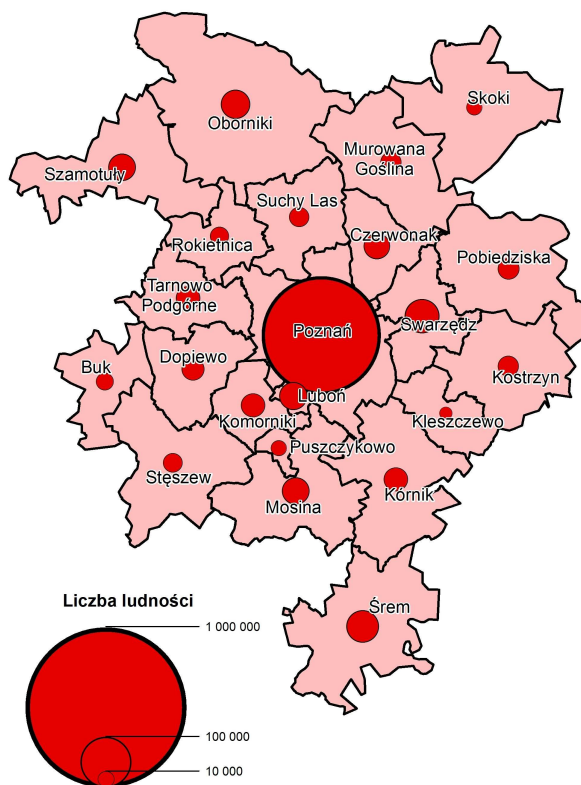 Skoki
Oborniki
Murowana
Goślina
Szamotuły
Suchy Las
Rokietnica
Czerwonak
Pobiedziska
Tarnowo
Podgórne
Poznań
Swarzędz
Buk
Dopiewo
Kostrzyn
Luboń
Komorniki
Kleszczewo
Puszczykowo
Stęszew
Kórnik
Mosina
Śrem
Liczba ludności
1 000 000
100 000
10 000